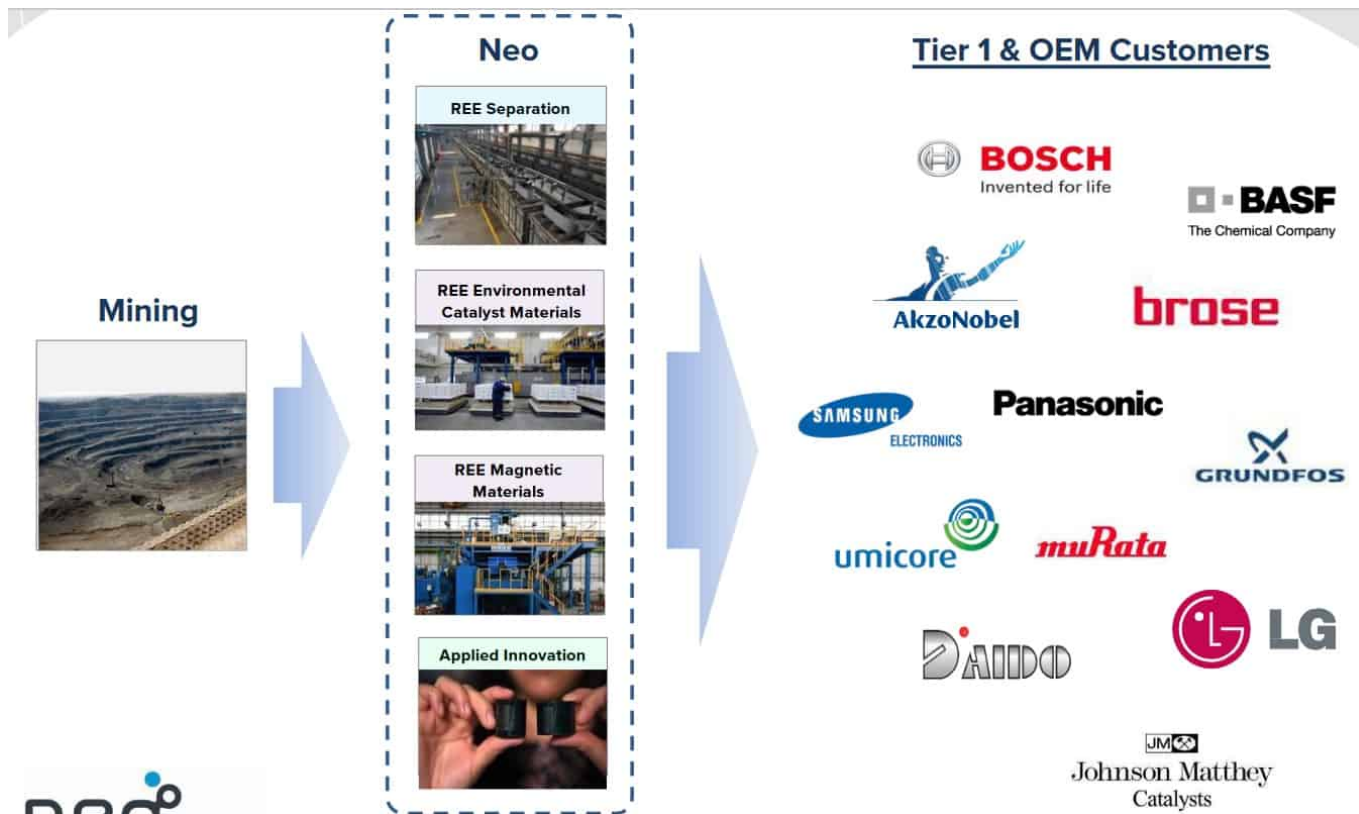 Neo
Tier 1 & OEM Customers
REE Separation
BOSCH
Invented for life
BASF
The Chemical Company
REE Environmental
Catalyst Materials
AkzoNobel
brose
Mining
SAMSUNG
ELECTRONICS
Panasonic
GRUNDFOS
REE Magnetic
Materials
umicore
muRata
LG
DAIDO
Applied Innovation
JM
Johnson Matthey
Catalysts